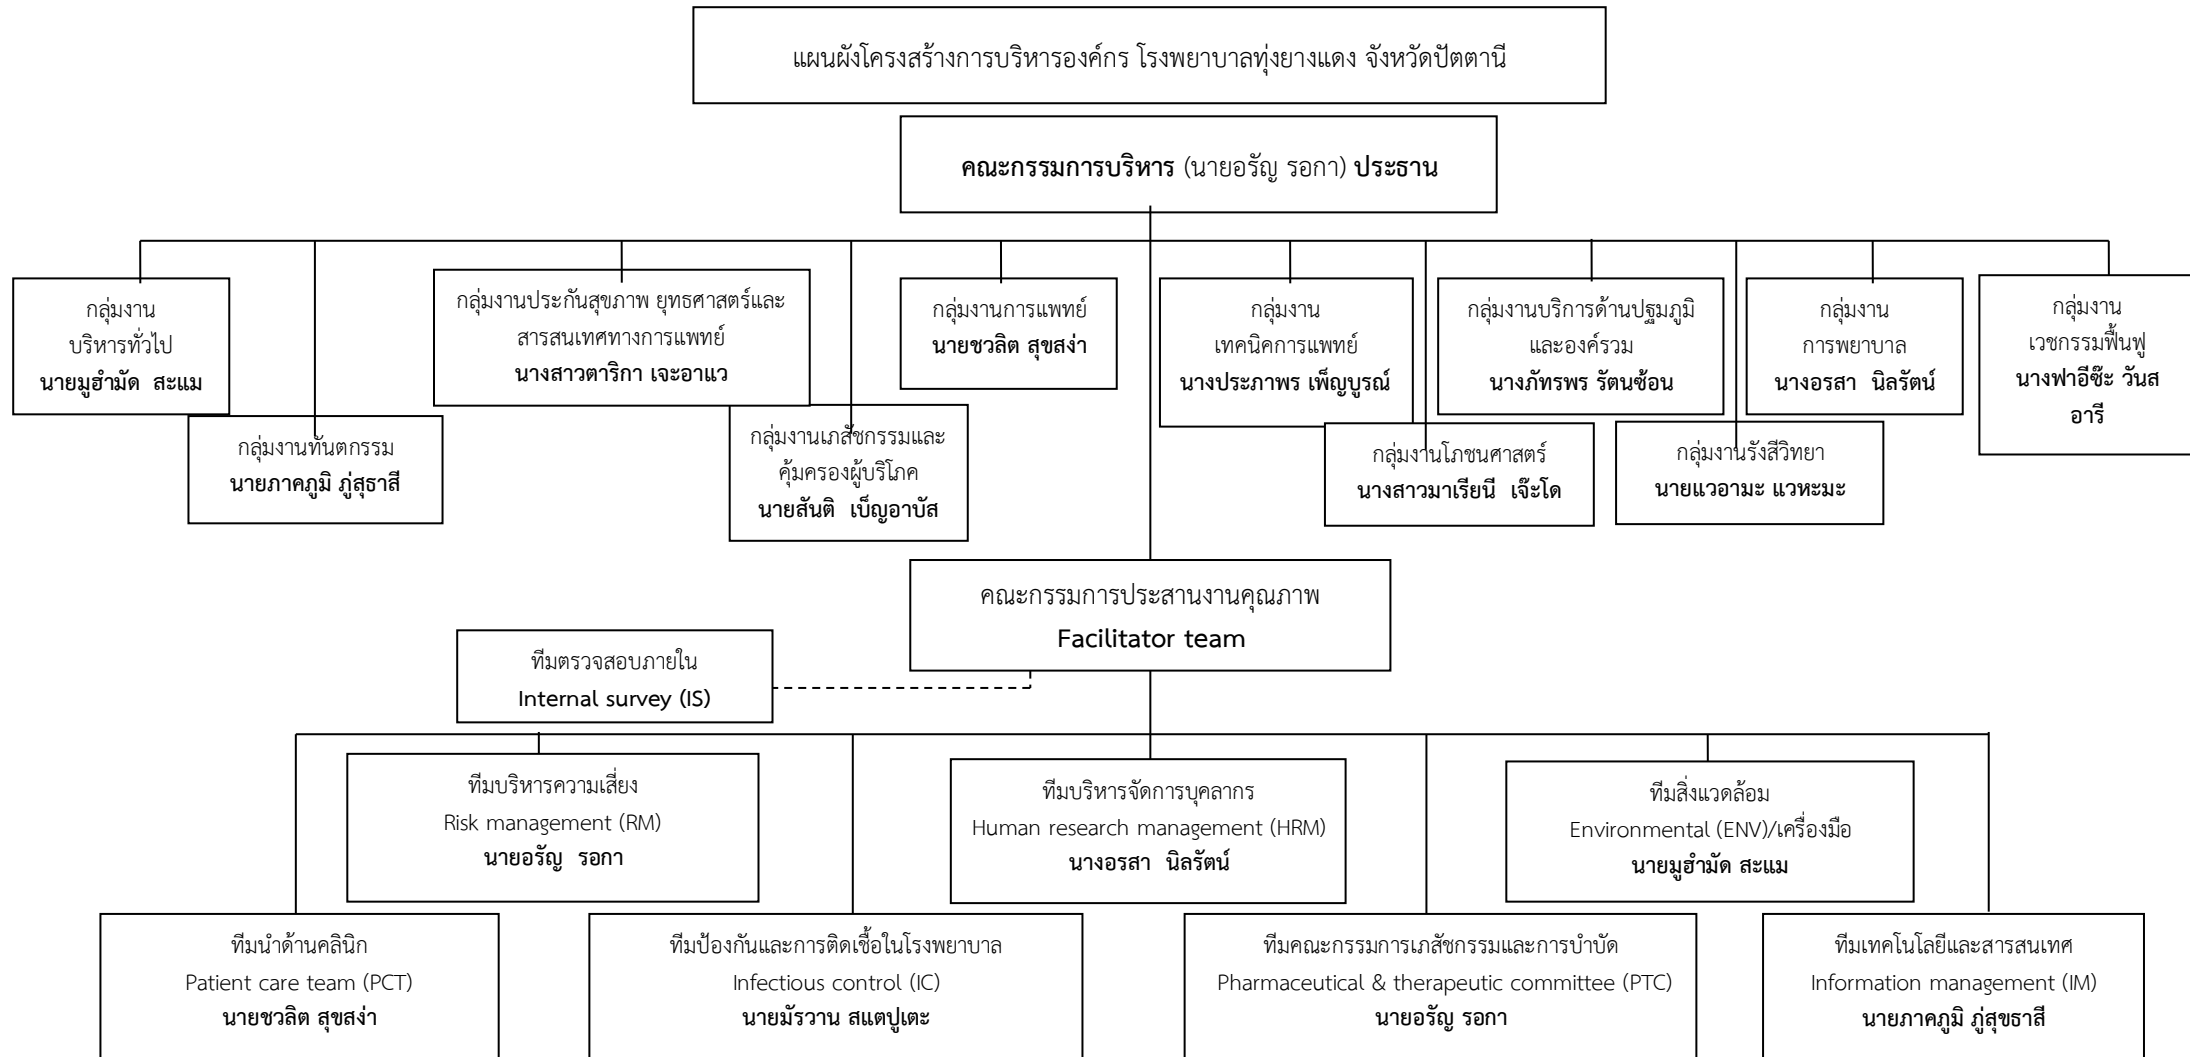 แผนผังโครงสร้างการบริหารองค์กร โรงพยาบาลทุ่งยางแดง จังหวัดปัตตานี
คณะกรรมการบริหาร (นายอรัญ รอกา) ประธาน
กลุ่มงาน
บริหารทั่วไป
นายมูฮำมัด สะแม
กลุ่มงานประกันสุขภาพ ยุทธศาสตร์และ
สารสนเทศทางการแพทย์
นางสาวตาริกา เจะอาแว
กลุ่มงานการแพทย์
นายชวลิต สุขสง่า
กลุ่มงาน
เทคนิคการแพทย์
นางประภาพร เพ็ญบูรณ์
กลุ่มงานบริการด้านปฐมภูมิ
และองค์รวม
นางภัทรพร รัตนซ้อน
กลุ่มงาน
การพยาบาล
นางอรสา นิลรัตน์
กลุ่มงาน
เวชกรรมฟื้นฟู
นางฟาอีซ๊ะ วันส
อารี
กลุ่มงานทันตกรรม
นายภาคภูมิ ภู่สุธาสี
กลุ่มงานเภสัชกรรมและ
คุ้มครองผู้บริโภค
นายสันติ เบ็ญอาบัส
กลุ่มงานโภชนศาสตร์
นางสาวมาเรียนี เจ๊ะโด
กลุ่มงานรังสีวิทยา
นายแวอามะ แวหะมะ
คณะกรรมการประสานงานคุณภาพ
Facilitator team
ทีมตรวจสอบภายใน
Internal survey (IS)
ทีมบริหารความเสี่ยง
Risk management (RM)
นายอรัญ รอกา
ทีมบริหารจัดการบุคลากร
Human research management (HRM)
นางอรสา นิลรัตน์
ทีมสิ่งแวดล้อม
Environmental (ENV)/เครื่องมือ
นายมูฮำมัด สะแม
ทีมนำด้านคลินิก
Patient care team (PCT)
นายชวลิต สุขสง่า
ทีมป้องกันและการติดเชื้อในโรงพยาบาล
Infectious control (IC)
นายมัรวาน สแตปูเตะ
ทีมคณะกรรมการเภสัชกรรมและการบำบัด
Pharmaceutical & therapeutic committee (PTC)
นายอรัญ รอกา
ทีมเทคโนโลยีและสารสนเทศ
Information management (IM)
นายภาคภูมิ ภู่สุขธาสี